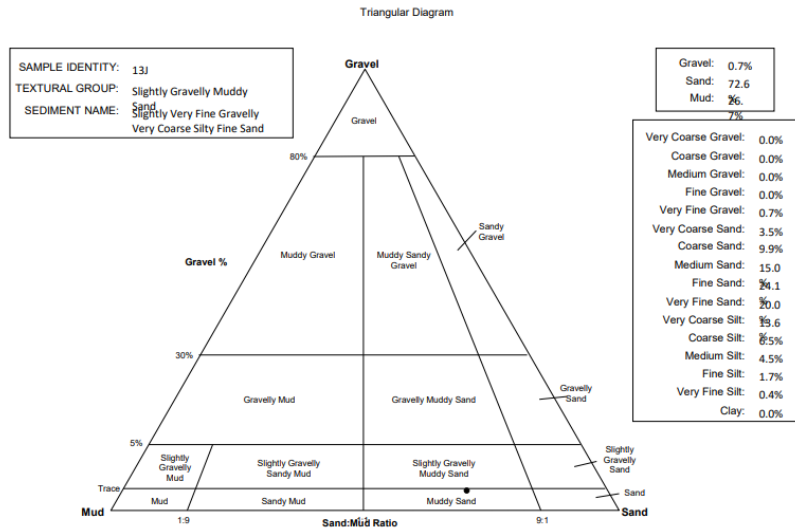 Triangular Diagram
SAMPLE IDENTITY: 13J
TEXTURAL GROUP: Slightly Gravelly Muddy
Sand
SEDIMENT NAME: Slightly Very Fine Gravelly
Very Coarse Silty Fine Sand
Gravel: 0.7%
Sand: 72.6
%
Mud: 26.
7%
Very Coarse Gravel: 0.0%
Coarse Gravel: 0.0%
Medium Gravel: 0.0%
Fine Gravel: 0.0%
Very Fine Gravel: 0.7%
Very Coarse Sand: 3.5%
Coarse Sand: 9.9%
Medium Sand: 15.0
%
Fine Sand: 24.1
%
Very Fine Sand: 20.0
%
Very Coarse Silt: 13.6
%
Coarse Silt: 6.5%
Medium Silt: 4.5%
Fine Silt: 1.7%
Very Fine Silt: 0.4%
Clay: 0.0%
Gravel
Gravel
80%
Sandy
Gravel
Muddy Gravel
Muddy Sandy
Gravel
Gravel %
30%
Gravelly Mud
Gravelly Muddy Sand
Gravelly
Sand
5%
Slightly
Gravelly
Mud
Slightly Gravelly
Sandy Mud
Slightly Gravelly
Muddy Sand
Slightly
Gravelly
Sand
Trace
Mud
Sandy Mud
Muddy Sand
Sand
Mud
Sand
1:9
9:1
Sand:Mud Ratio